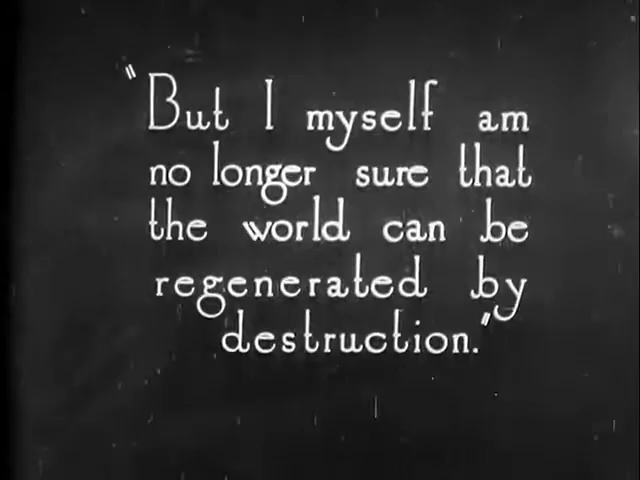 "But I myself am
no longer sure that
the world can be
regenerated by
destruction."